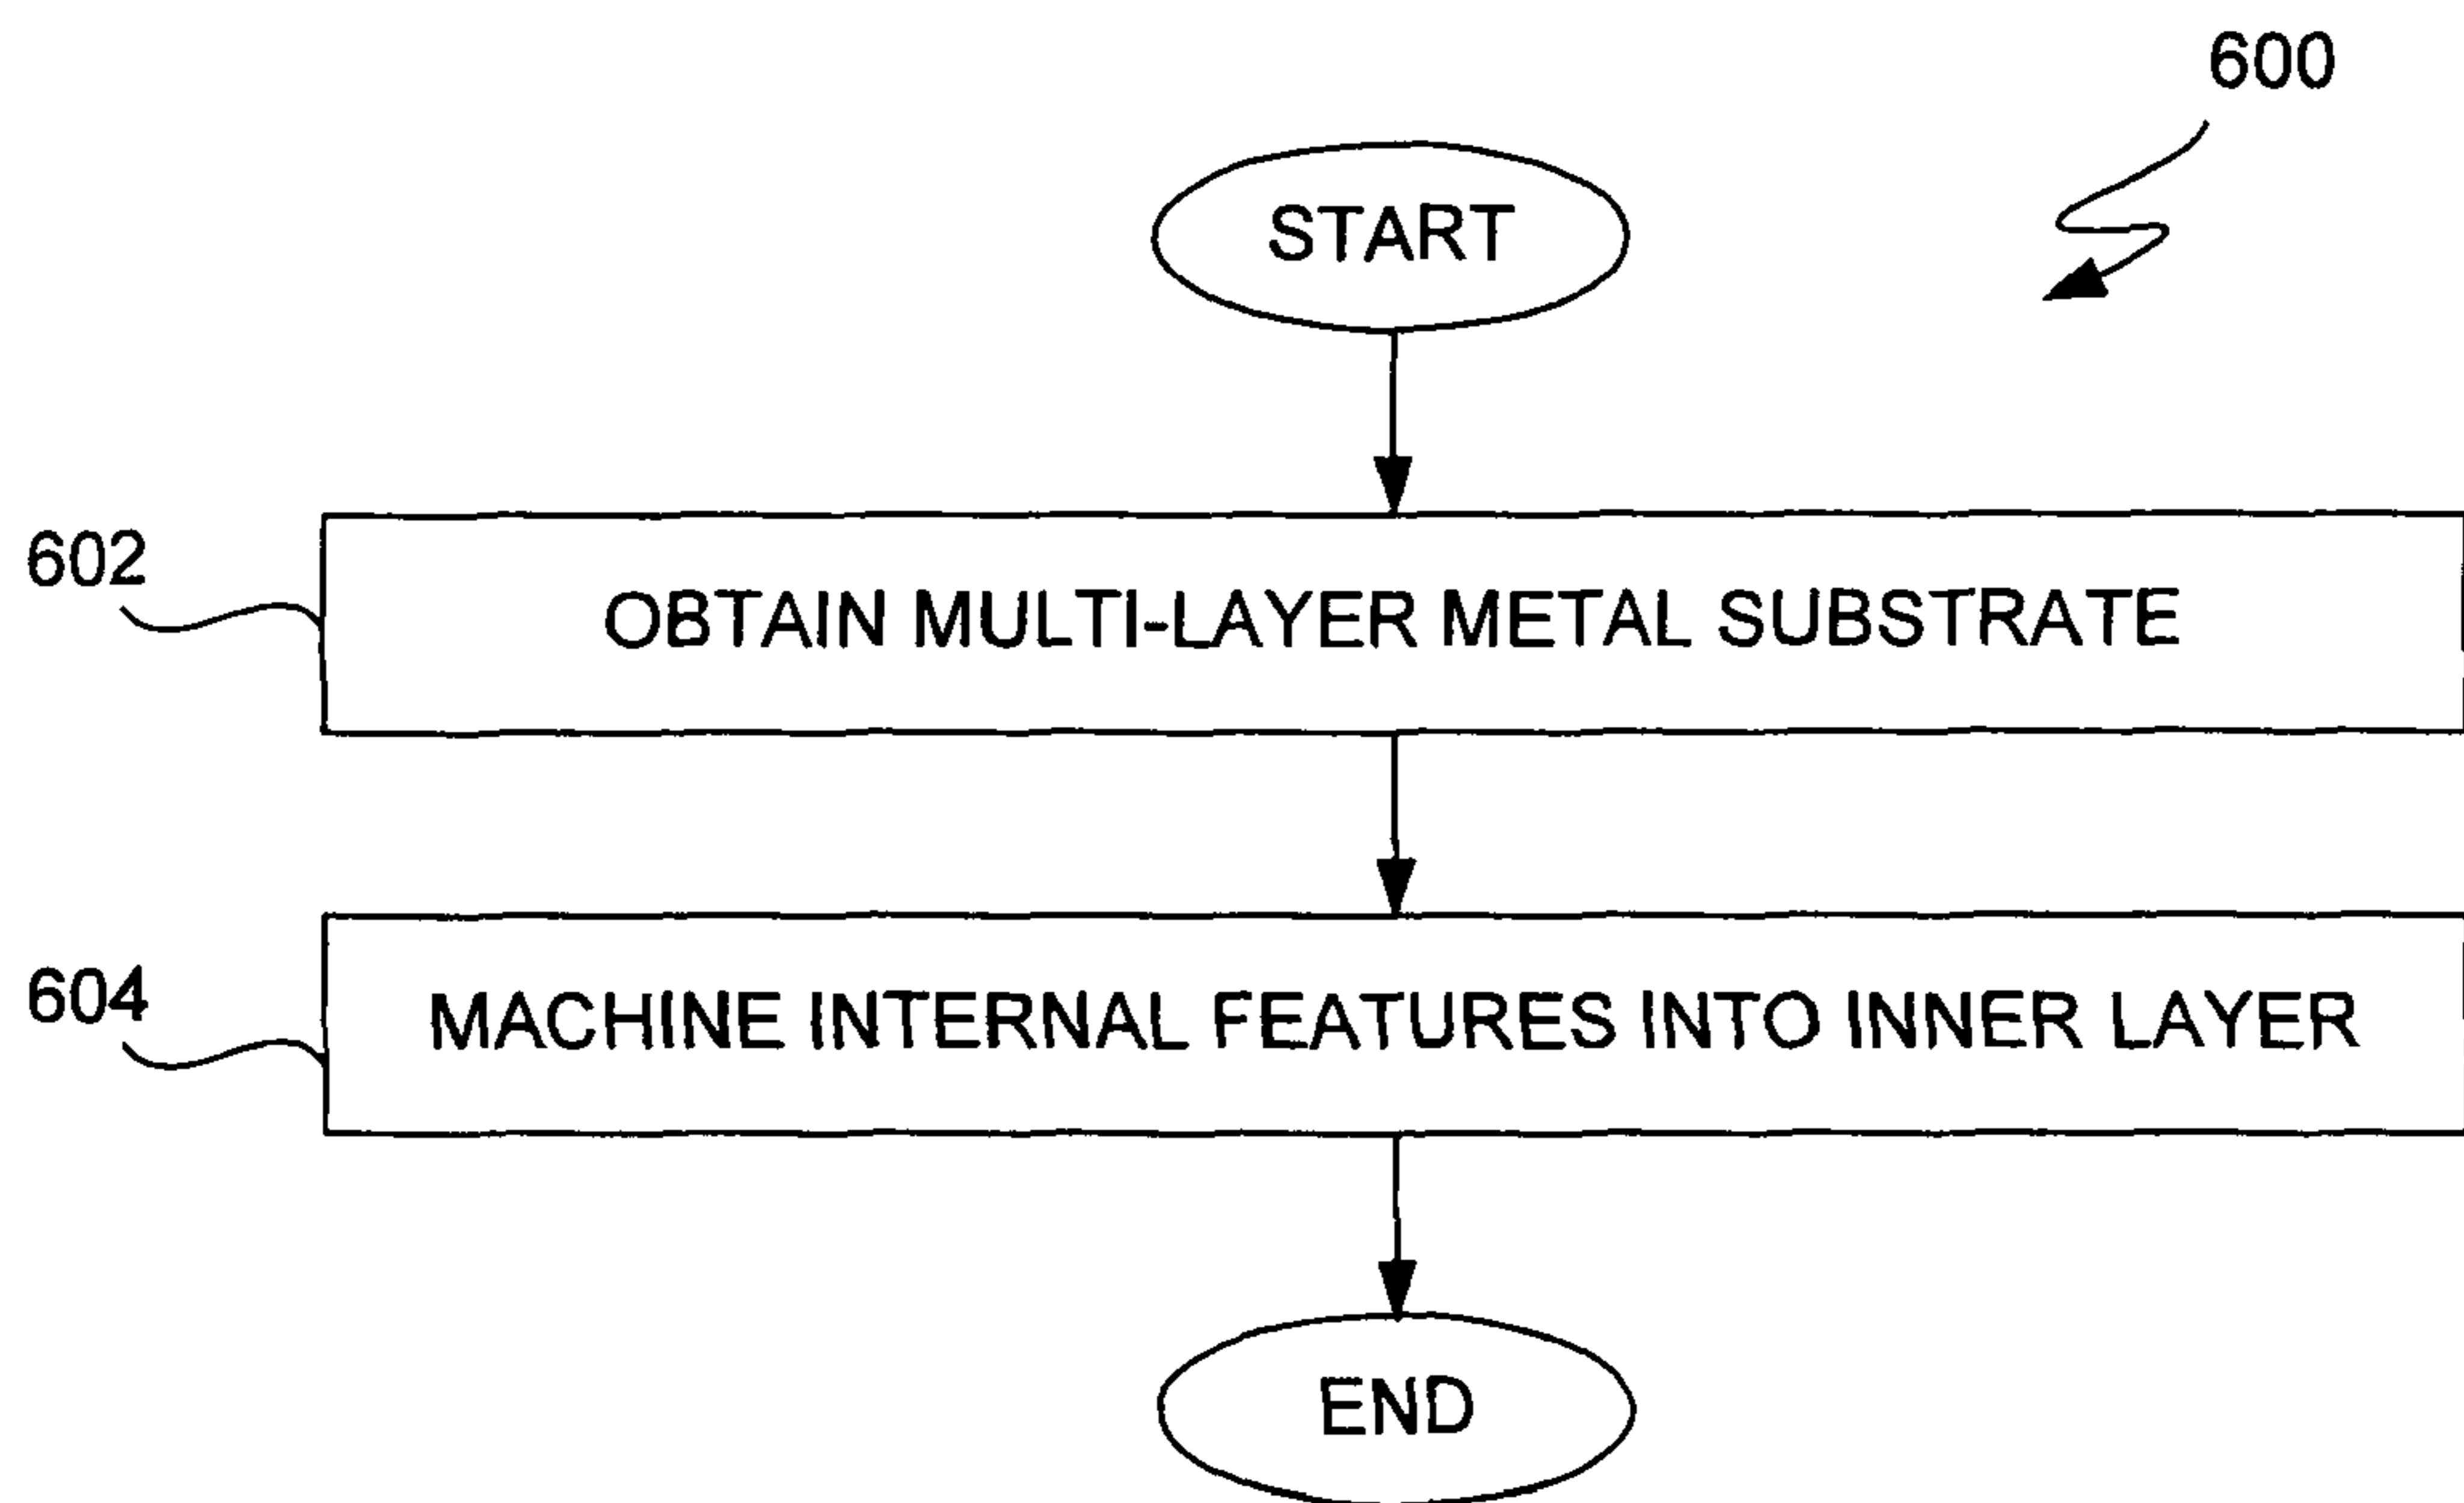 600
START
602
OBTAIN MULTI-LAYER METAL SUBSTRATE
604
MACHINE INTERNAL FEATURES INTO INNER LAYER
END